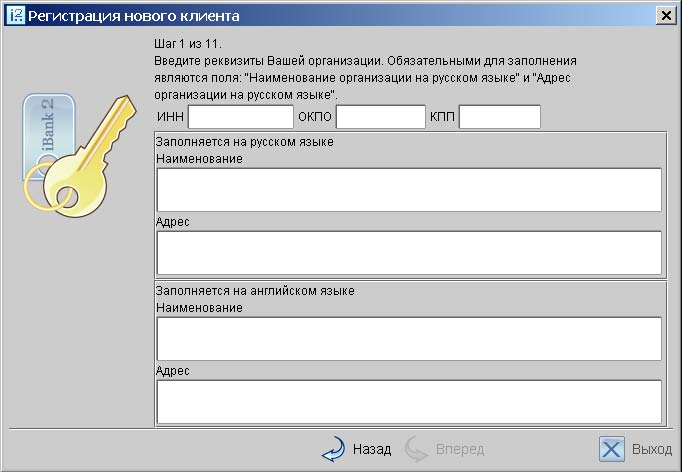 Регистрация нового клиента
Шаг 1 из 11.
Введите реквизиты Вашей организации. Обязательными для заполнения
являются поля: "Наименование организации на русском языке" и "Адрес
организации на русском языке".
iBank 2
ИНН ОКПО КПП
Заполняется на русском языке
Наименование
Адрес
Заполняется на английском языке
Наименование
Адрес
Назад Вперед Выход